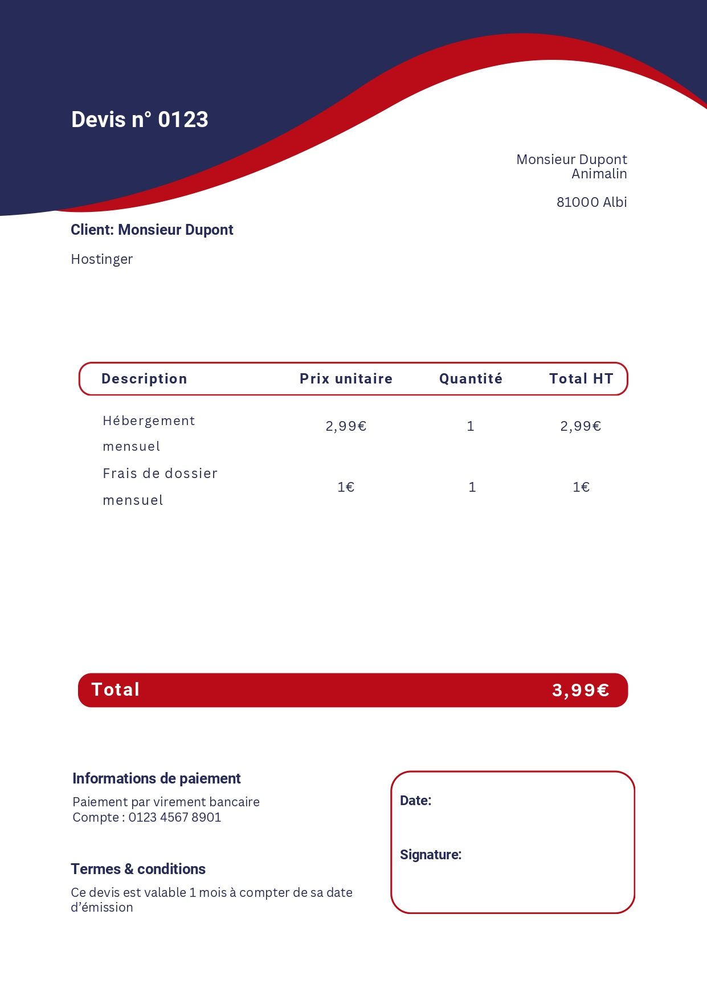 Devis n° 0123
Monsieur Dupont
Animalin
81000 Albi
Client: Monsieur Dupont
Hostinger
Description Prix unitaire Quantité Total HT
Hébergement
mensuel
2,99€ 1 2,99€
Frais de dossier
mensuel
1€ 1 1€
Total 3,99€
Informations de paiement
Paiement par virement bancaire
Compte : 0123 4567 8901
Date:
Signature:
Termes & conditions
Ce devis est valable 1 mois à compter de sa date
d’émission